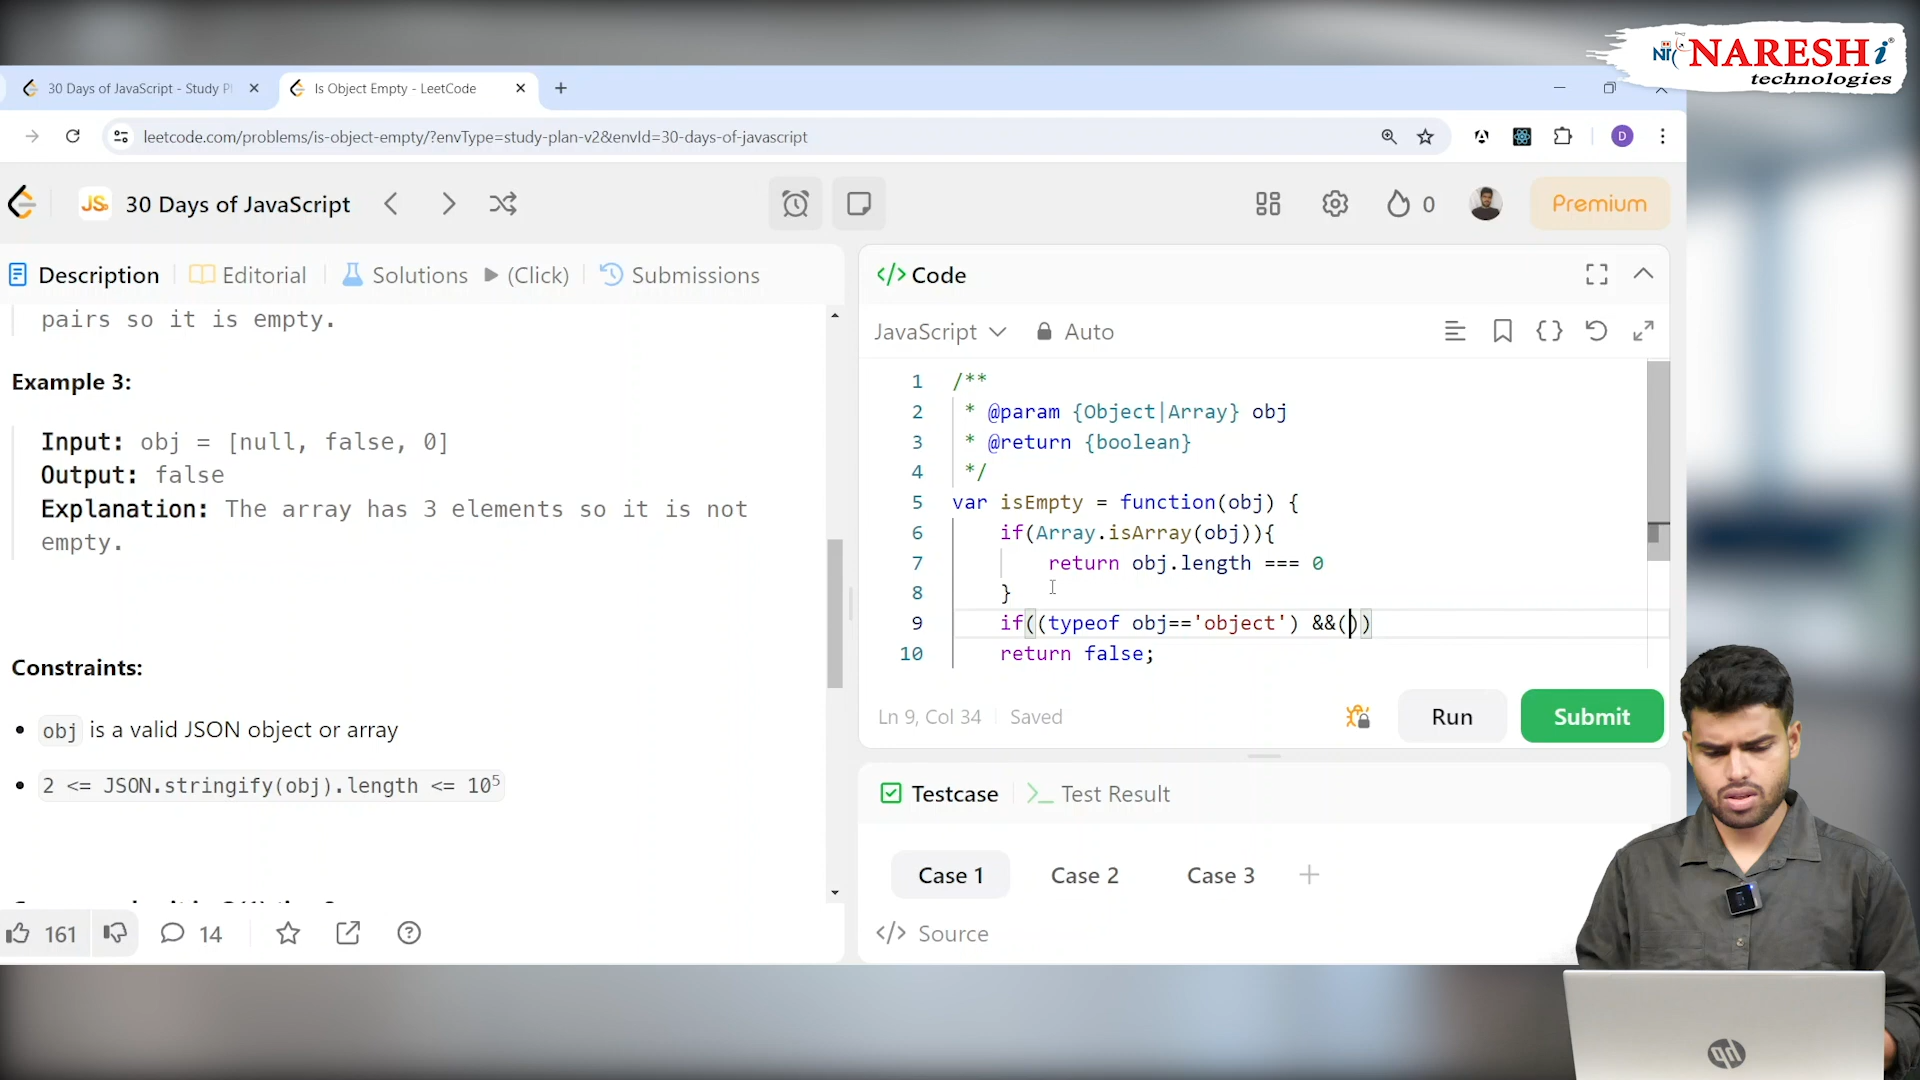 NARESHi
technologies
30 Days of JavaScript - Study Pl
Is Object Empty - LeetCode
leetcode.com/problems/is-object-empty/?envType=study-plan-v2&envId=30-days-of-javascript
D
JS
30 Days of JavaScript
0
Premium
Description
Editorial
Solutions
(Click)
Submissions
pairs so it is empty.
Example 3:
Input: obj = [null, false, 0]
Output: false
Explanation: The array has 3 elements so it is not
empty.
Constraints:
• obj is a valid JSON object or array
• 2 <= JSON.stringify(obj).length <= 10⁵
161
14
</> Code
JavaScript
Auto
1 /**
2 * @param {Object|Array} obj
3 * @return {boolean}
4 */
5 var isEmpty = function(obj) {
6 if(Array.isArray(obj)){
7 return obj.length === 0
8 }
9 if((typeof obj=='object') &&())
10 return false;
Ln 9, Col 34
Saved
Run
Submit
Testcase
>_ Test Result
Case 1
Case 2
Case 3
+
</> Source
hp